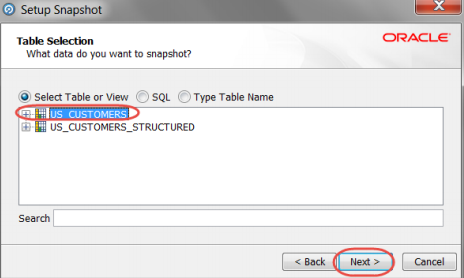 Setup Snapshot
Table Selection
What data do you want to snapshot?
ORACLE
Select Table or View SQL Type Table Name
US_CUSTOMERS
US_CUSTOMERS_STRUCTURED
Search
< Back Next > Cancel